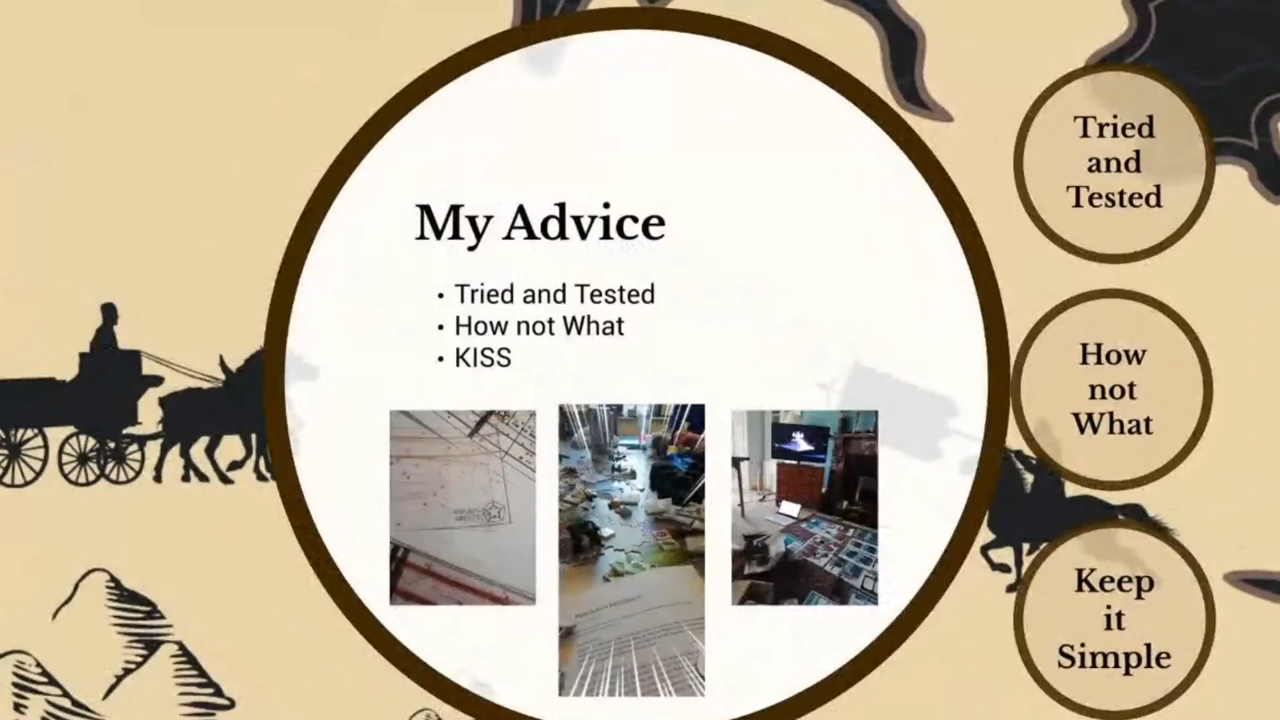 My Advice
• Tried and Tested
• How not What
• KISS
Tried
and
Tested
How
not
What
Keep
it
Simple